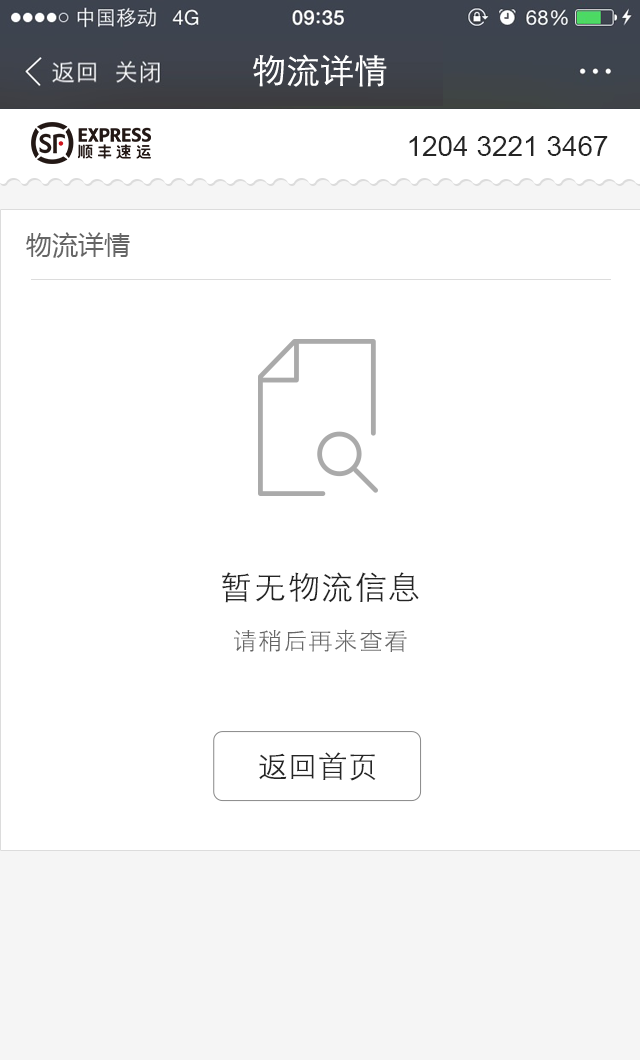 中国移动 4G 09:35 68%
返回 关闭 物流详情
SF EXPRESS
顺丰速运
1204 3221 3467
物流详情
暂无物流信息
请稍后再来查看
返回首页